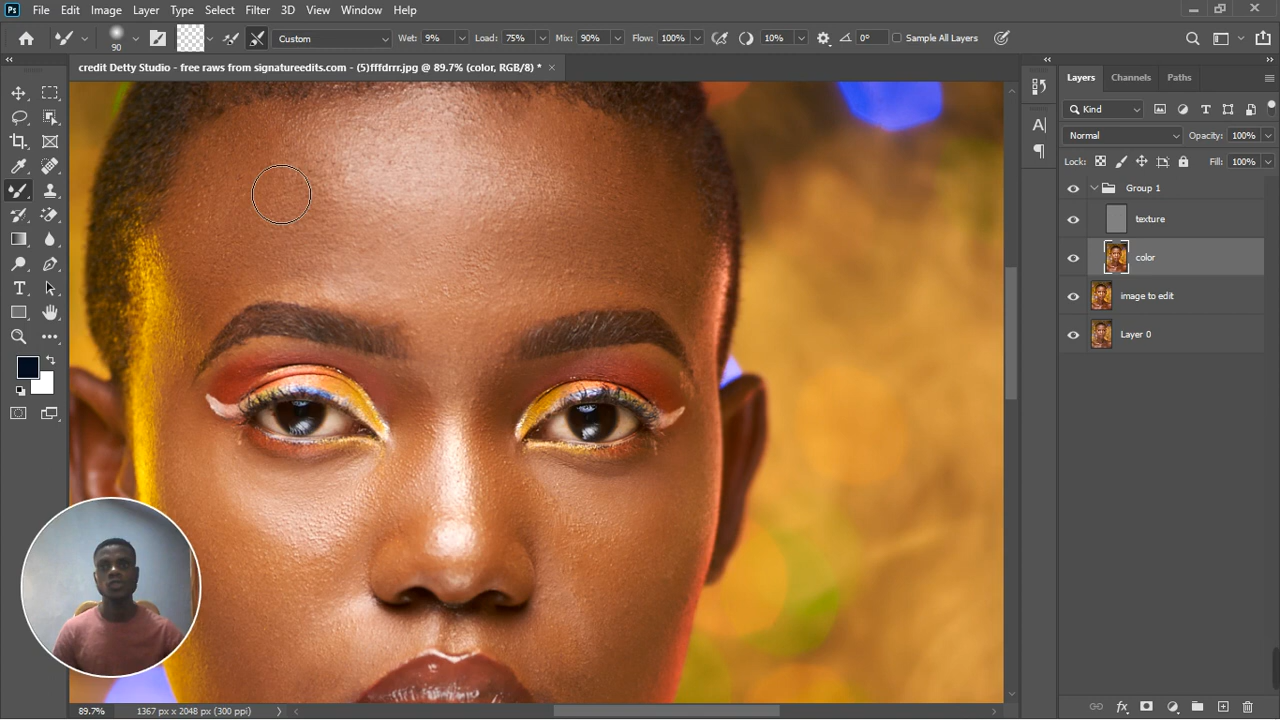 Ps File Edit Image Layer Type Select Filter 3D View Window Help
90 Custom Wet: 9% Load: 75% Mix: 90% Flow: 100% 10% 0° Sample All Layers
credit Detty Studio - free raws from signatureedits.com - (5)fffdrrr.jpg @ 89.7% (color, RGB/8) *
Layers Channels Paths
Kind
Normal Opacity: 100%
Lock: Fill: 100%
Group 1
texture
color
image to edit
Layer 0
89.7% 1367 px x 2048 px (300 ppi)